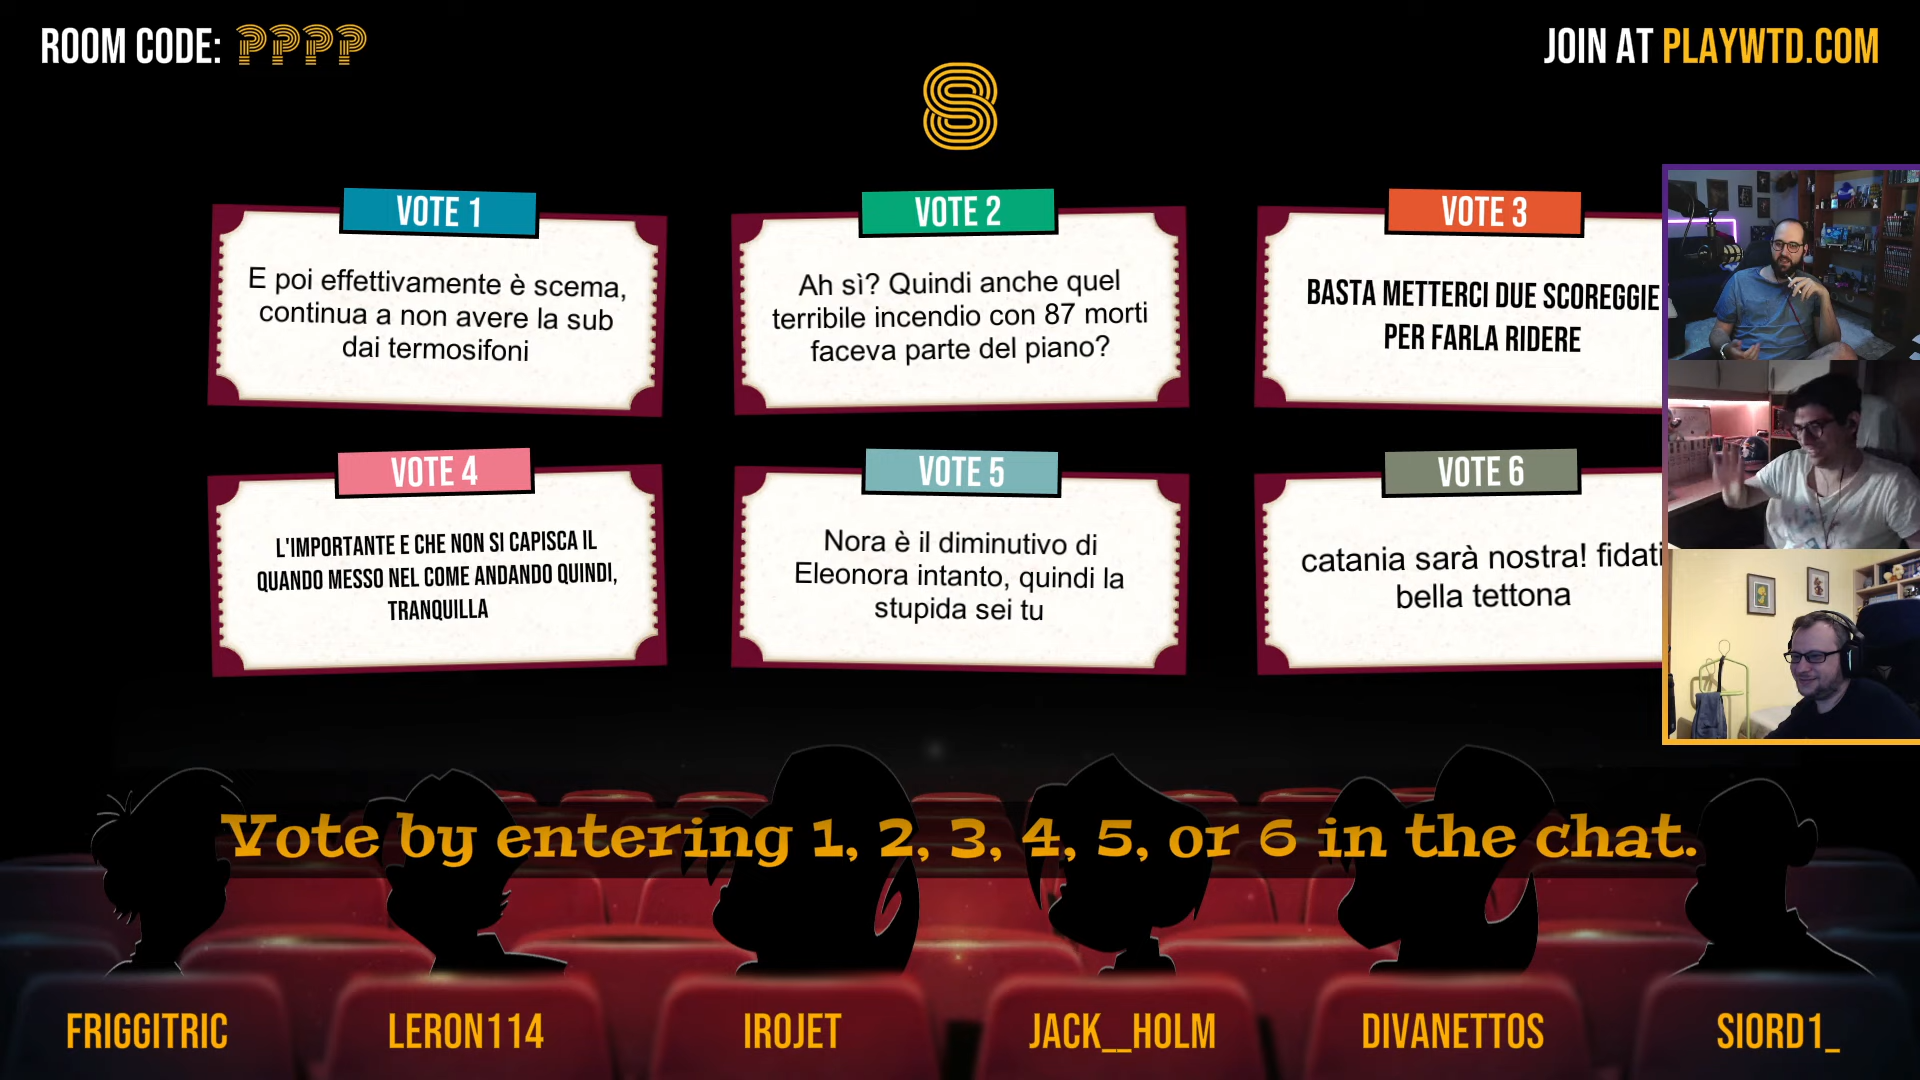 ROOM CODE: ????
JOIN AT PLAYWTD.COM
8
VOTE 1
E poi effettivamente è scema,
continua a non avere la sub
dai termosifoni
VOTE 2
Ah sì? Quindi anche quel
terribile incendio con 87 morti
faceva parte del piano?
VOTE 3
BASTA METTERCI DUE SCOREGGIE
PER FARLA RIDERE
VOTE 4
L'IMPORTANTE E CHE NON SI CAPISCA IL
QUANDO MESSO NEL COME ANDANDO QUINDI,
TRANQUILLA
VOTE 5
Nora è il diminutivo di
Eleonora intanto, quindi la
stupida sei tu
VOTE 6
catania sarà nostra! fidati
bella tettona
Vote by entering 1, 2, 3, 4, 5, or 6 in the chat.
FRIGGITRIC
LERON114
IROJET
JACK__HOLM
DIVANETTOS
SIORD1_